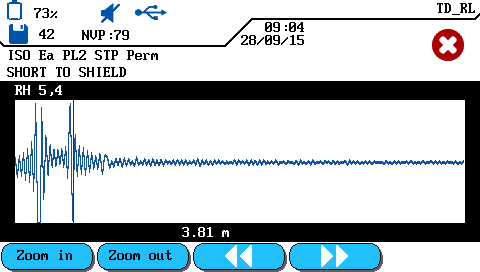 73%
TD_RL
42
NVP:79
09:04
28/09/15
ISO Ea PL2 STP Perm
SHORT TO SHIELD
RH 5,4
3.81 m
Zoom in
Zoom out